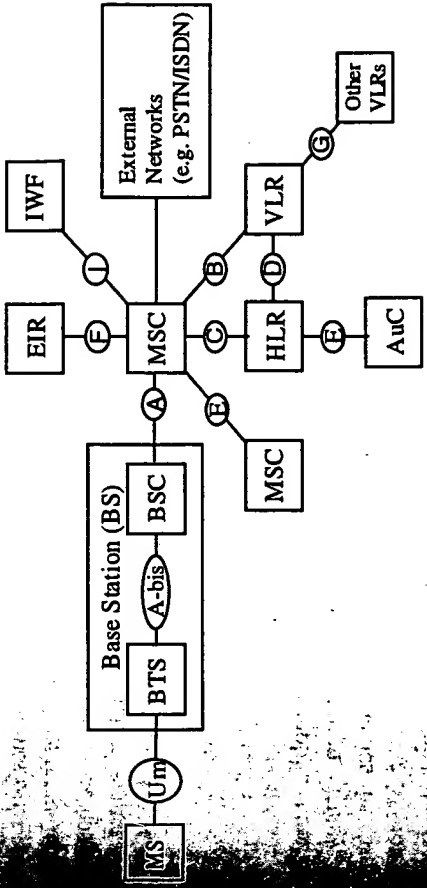 EIR
IWF
F
I
Base Station (BS)
MS
Um
BTS
A-bis
BSC
A
MSC
External
Networks
(e.g. PSTN/ISDN)
E
C
B
MSC
HLR
D
VLR
G
E
AuC
Other
VLRs